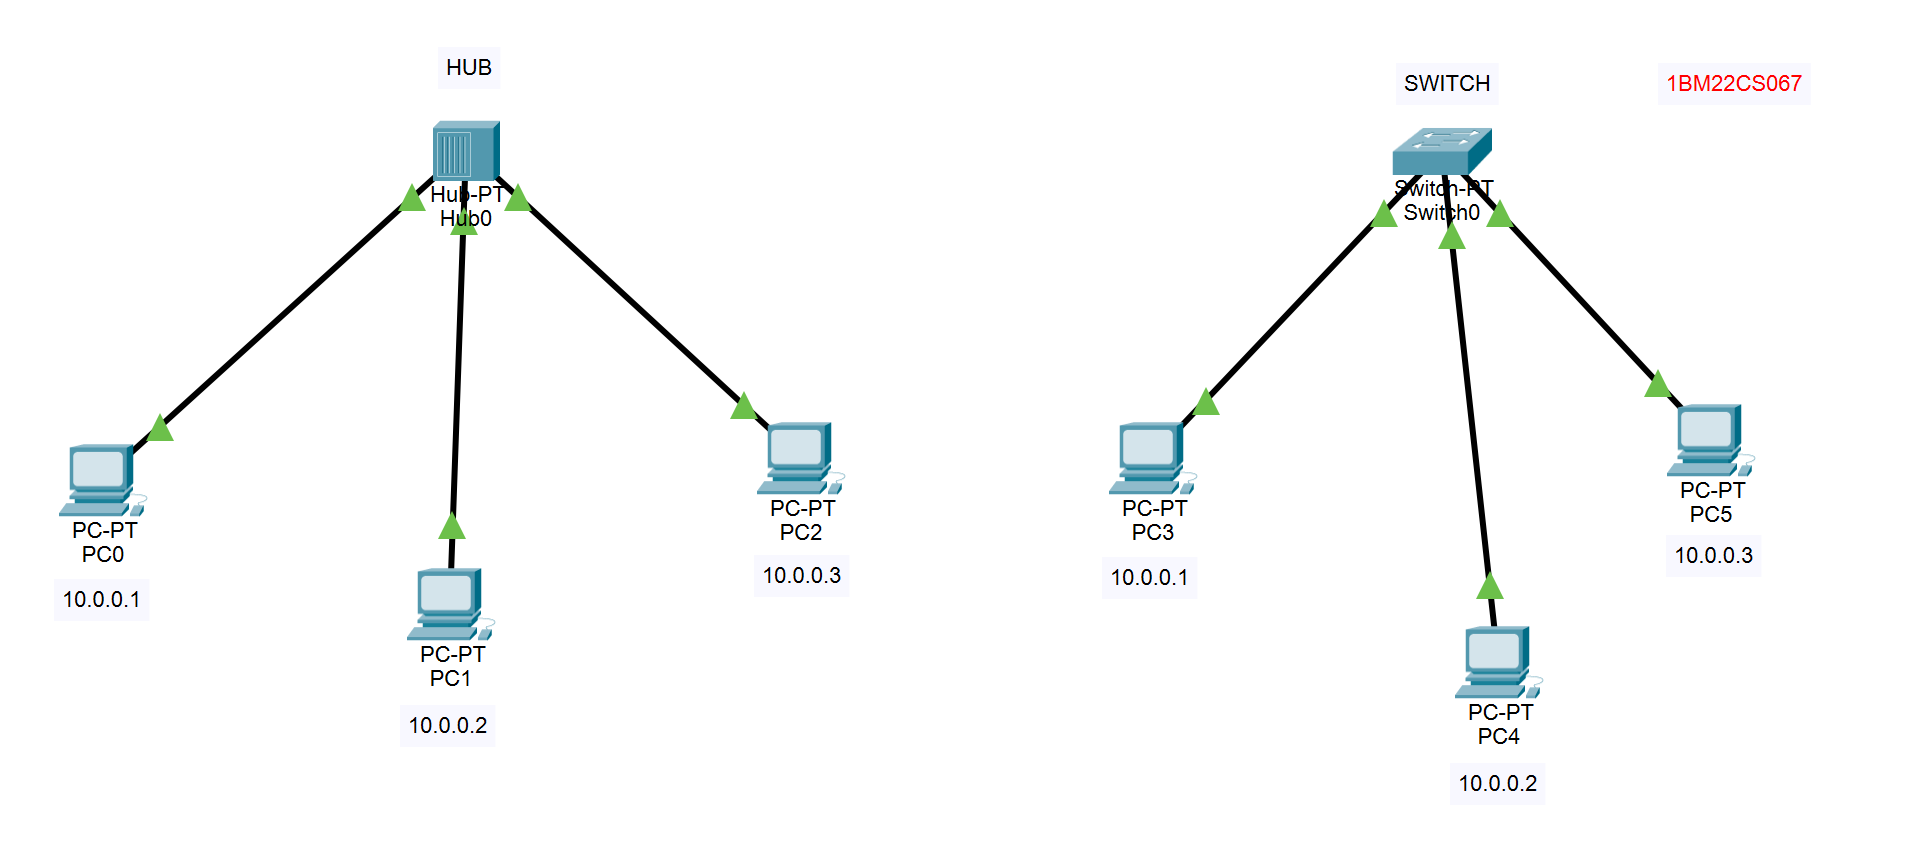 HUB
Hub-PT
Hub0
PC-PT
PC0
10.0.0.1
PC-PT
PC1
10.0.0.2
PC-PT
PC2
10.0.0.3
SWITCH
1BM22CS067
Switch-PT
Switch0
PC-PT
PC3
10.0.0.1
PC-PT
PC4
10.0.0.2
PC-PT
PC5
10.0.0.3